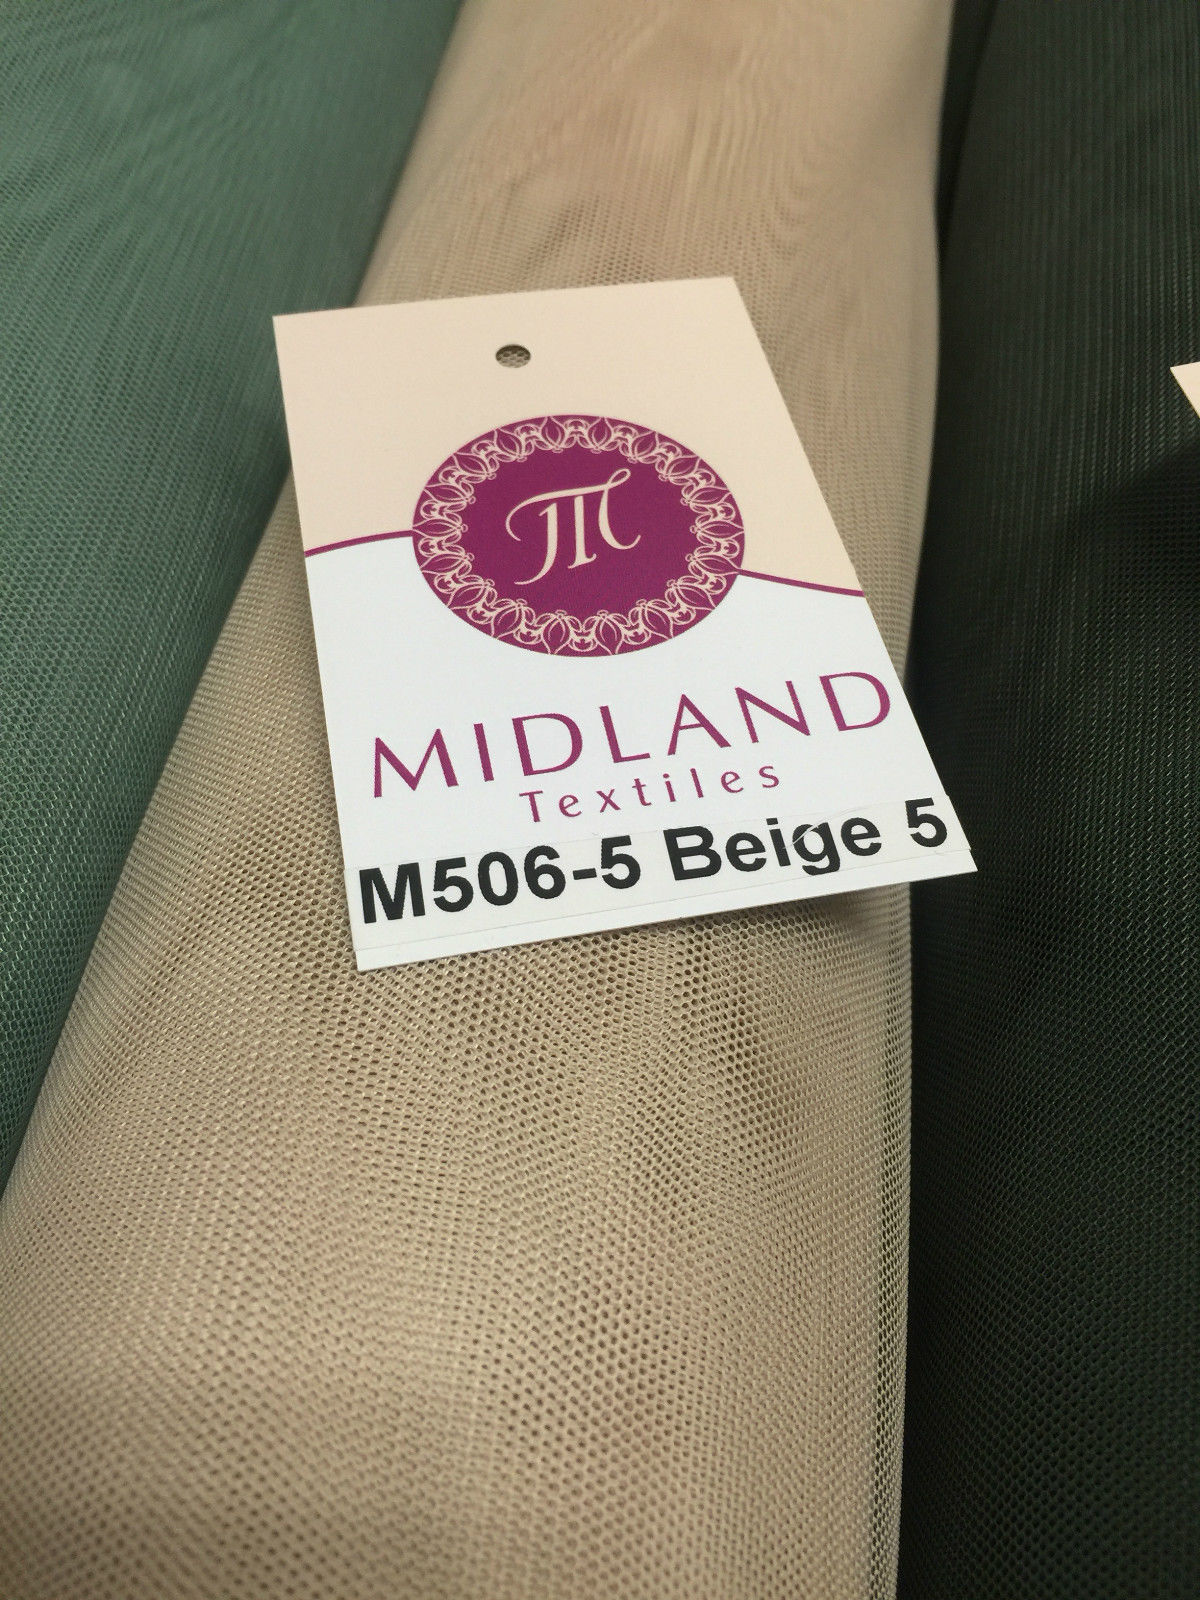 M
MIDLAND
Textiles
M506-5 Beige 5